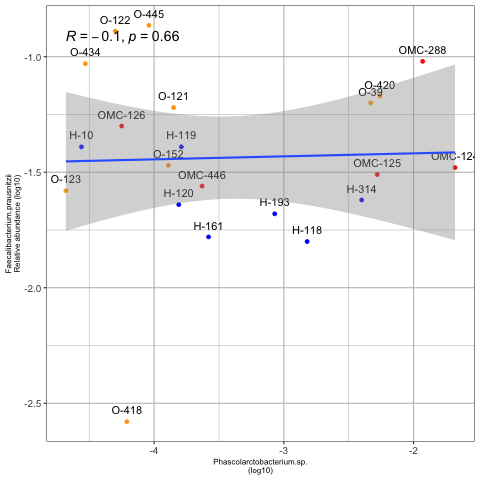 O-445
O-122
R = −0.1, p = 0.66
O-434
OMC-288
-1.0
O-420
O-39
O-121
OMC-126
H-10
H-119
O-152
OMC-124
OMC-125
-1.5
O-123
OMC-446
H-120
H-314
H-193
H-161
H-118
-2.0
-2.5
O-418
-4
-3
-2
Faecalibacterium.prausnitzii
Relative abundance (log10)
Phascolarctobacterium.sp.
(log10)